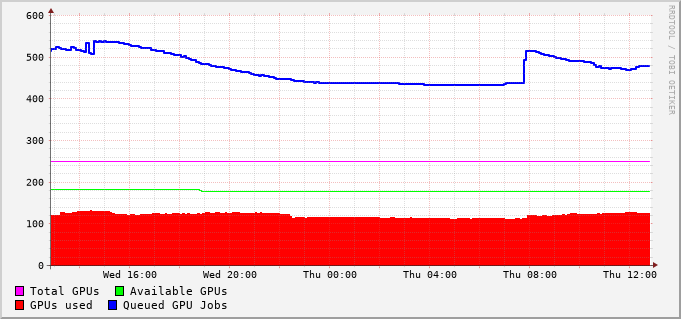 600
500
400
300
200
100
0
Wed 16:00 Wed 20:00 Thu 00:00 Thu 04:00 Thu 08:00 Thu 12:00
Total GPUs Available GPUs
GPUs used Queued GPU Jobs
RRDTOOL / TOBI OETIKER